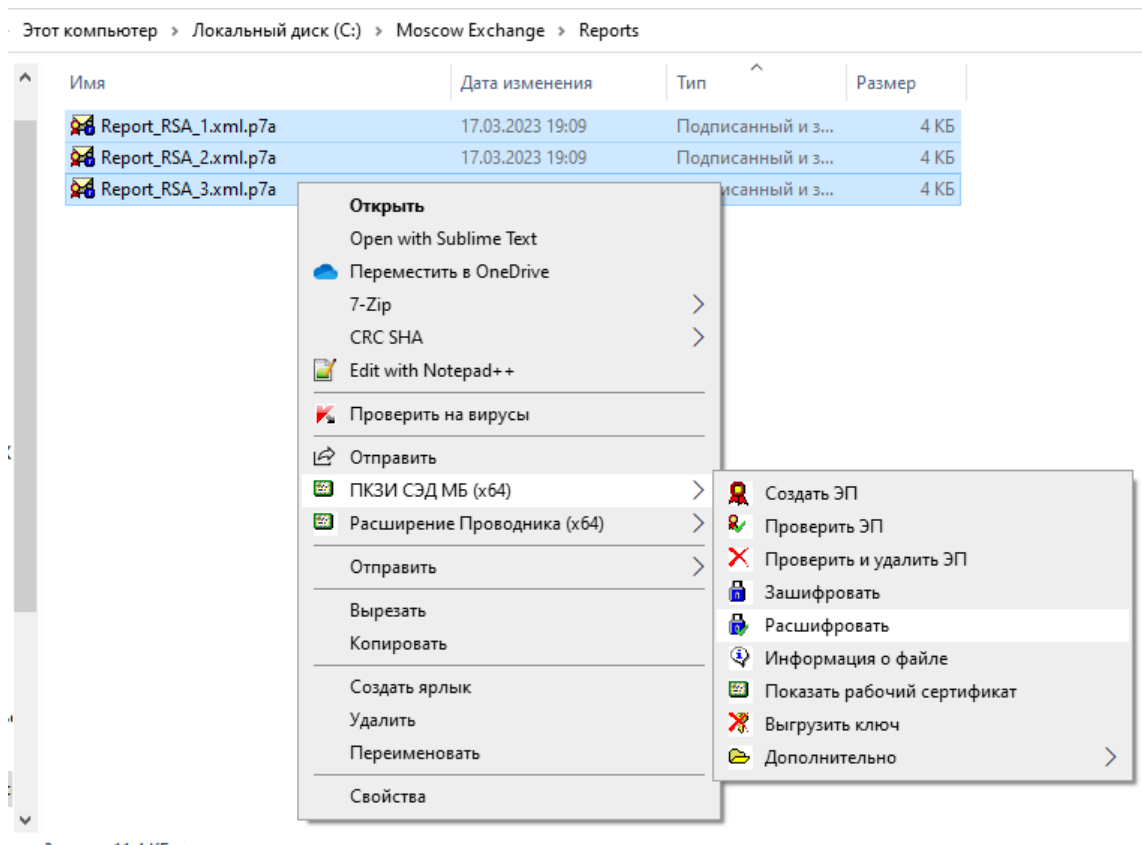 Этот компьютер > Локальный диск (C:) > Moscow Exchange > Reports
Имя Дата изменения Тип Размер
Report_RSA_1.xml.p7a 17.03.2023 19:09 Подписанный и з... 4 КБ
Report_RSA_2.xml.p7a 17.03.2023 19:09 Подписанный и з... 4 КБ
Report_RSA_3.xml.p7a исанный и з... 4 КБ
Открыть
Open with Sublime Text
Переместить в OneDrive
7-Zip
CRC SHA
Edit with Notepad++
Проверить на вирусы
Отправить
ПКЗИ СЭД МБ (x64)
Расширение Проводника (x64)
Отправить
Вырезать
Копировать
Создать ярлык
Удалить
Переименовать
Свойства
Создать ЭП
Проверить ЭП
Проверить и удалить ЭП
Зашифровать
Расшифровать
Информация о файле
Показать рабочий сертификат
Выгрузить ключ
Дополнительно